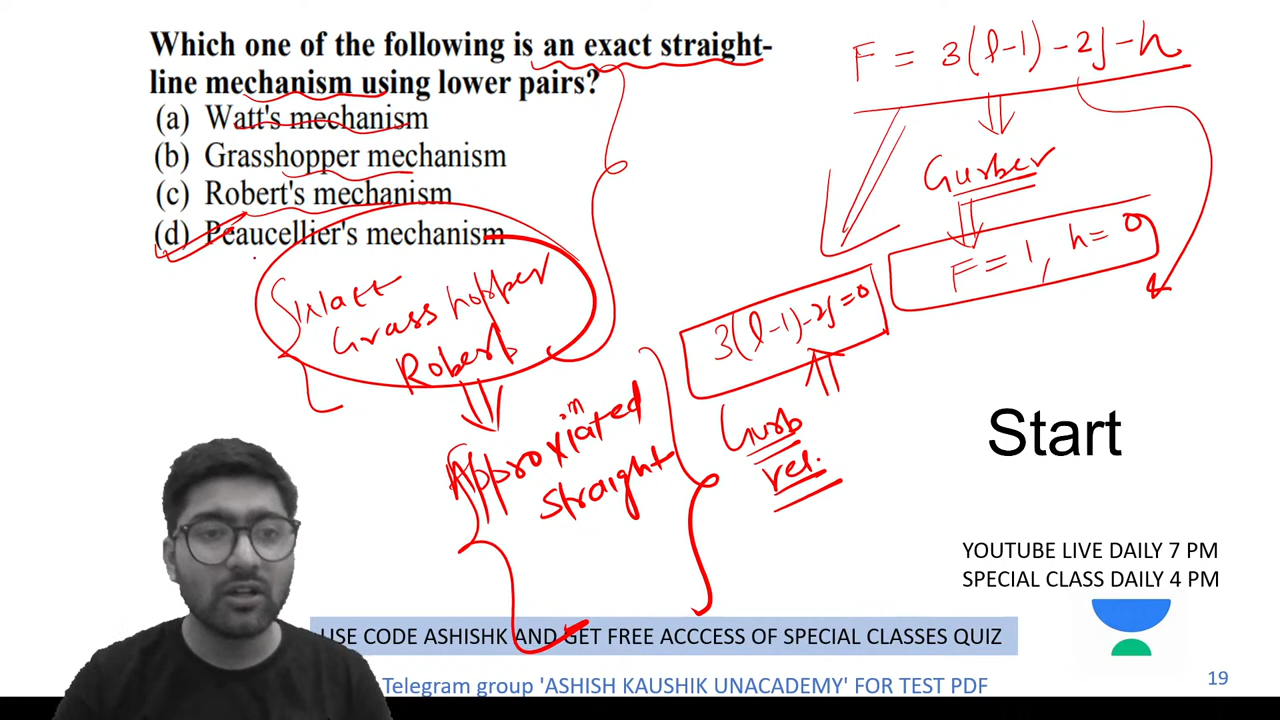 Which one of the following is an exact straight-
line mechanism using lower pairs?
(a) Watt's mechanism
(b) Grasshopper mechanism
(c) Robert's mechanism
(d) Peaucellier's mechanism
Grasshopper
Robert
Approximated
straight
F = 3(l-1) - 2j - h
Gurber
F = 1, h = 0
3(l-1)-2j=0
Start
YOUTUBE LIVE DAILY 7 PM
SPECIAL CLASS DAILY 4 PM
USE CODE ASHISHK AND GET FREE ACCCESS OF SPECIAL CLASSES QUIZ
Telegram group 'ASHISH KAUSHIK UNACADEMY' FOR TEST PDF
19